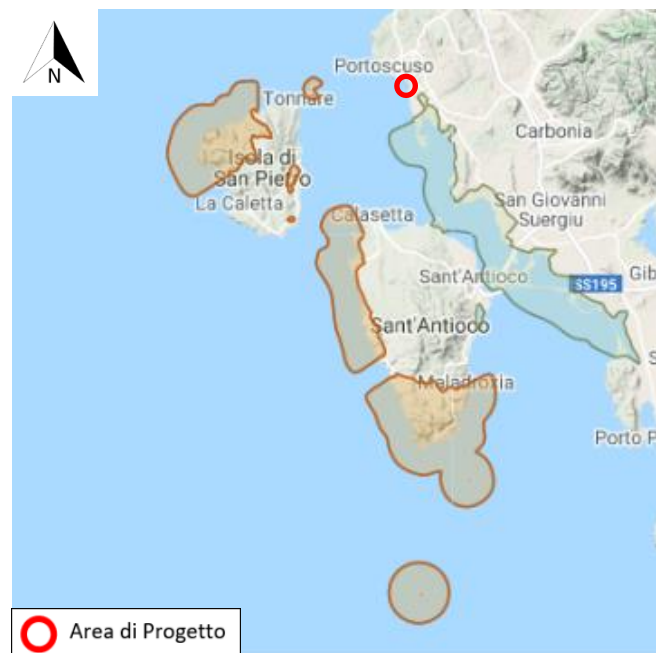 N
Portoscuso
Tonnare
Carbonia
Isola di
San Pietro
La Caletta
San Giovanni
Suergiu
Calasetta
Sant'Antioco
Gib
SS195
Sant'Antioco
S
Maladroxia
Porto P
Area di Progetto